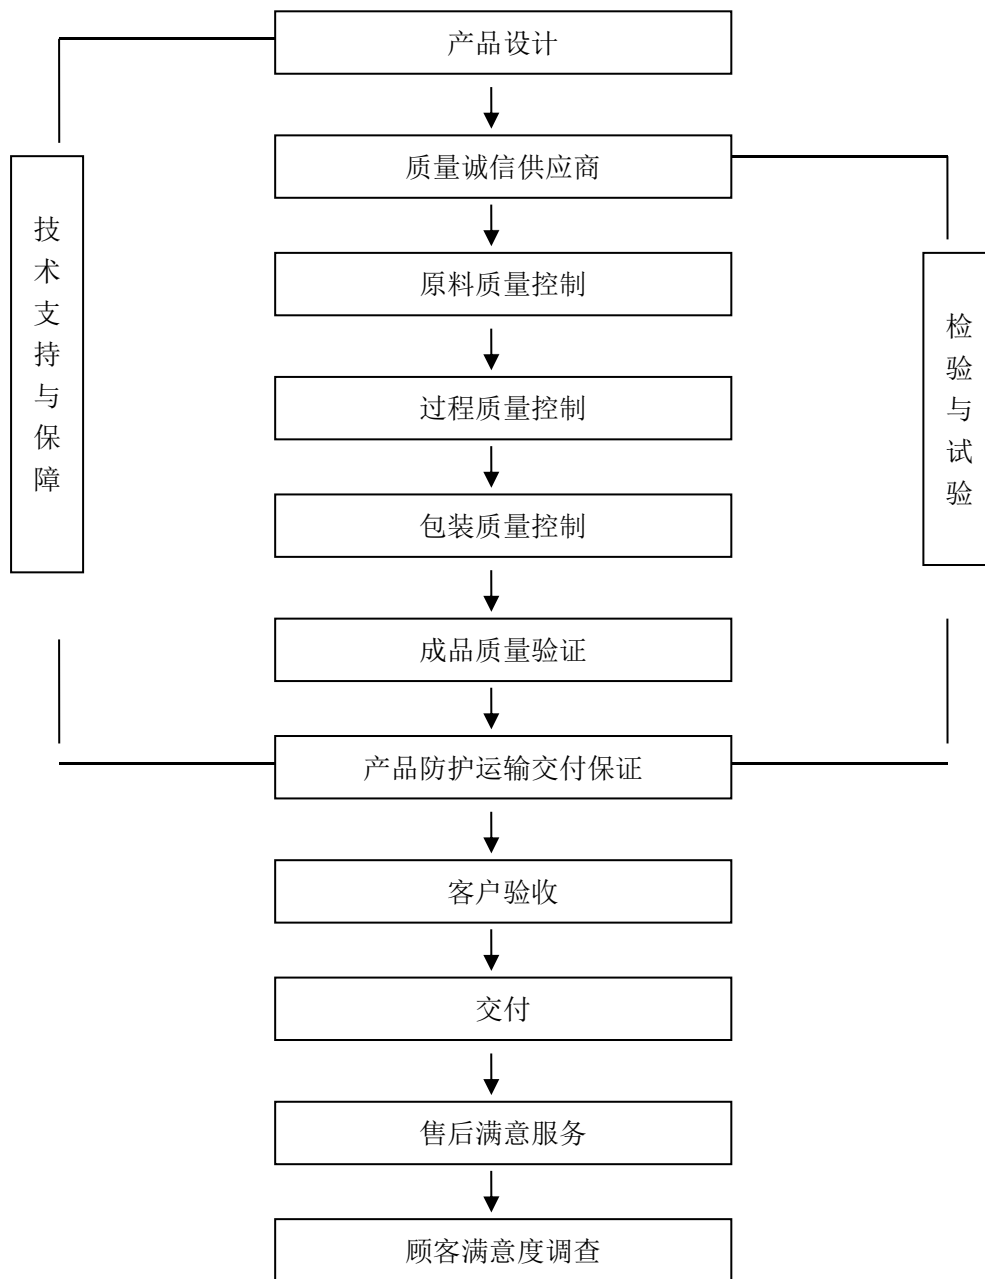 产品设计
质量诚信供应商
技术支持与保障
原料质量控制
检验与试验
过程质量控制
包装质量控制
成品质量验证
产品防护运输交付保证
客户验收
交付
售后满意服务
顾客满意度调查